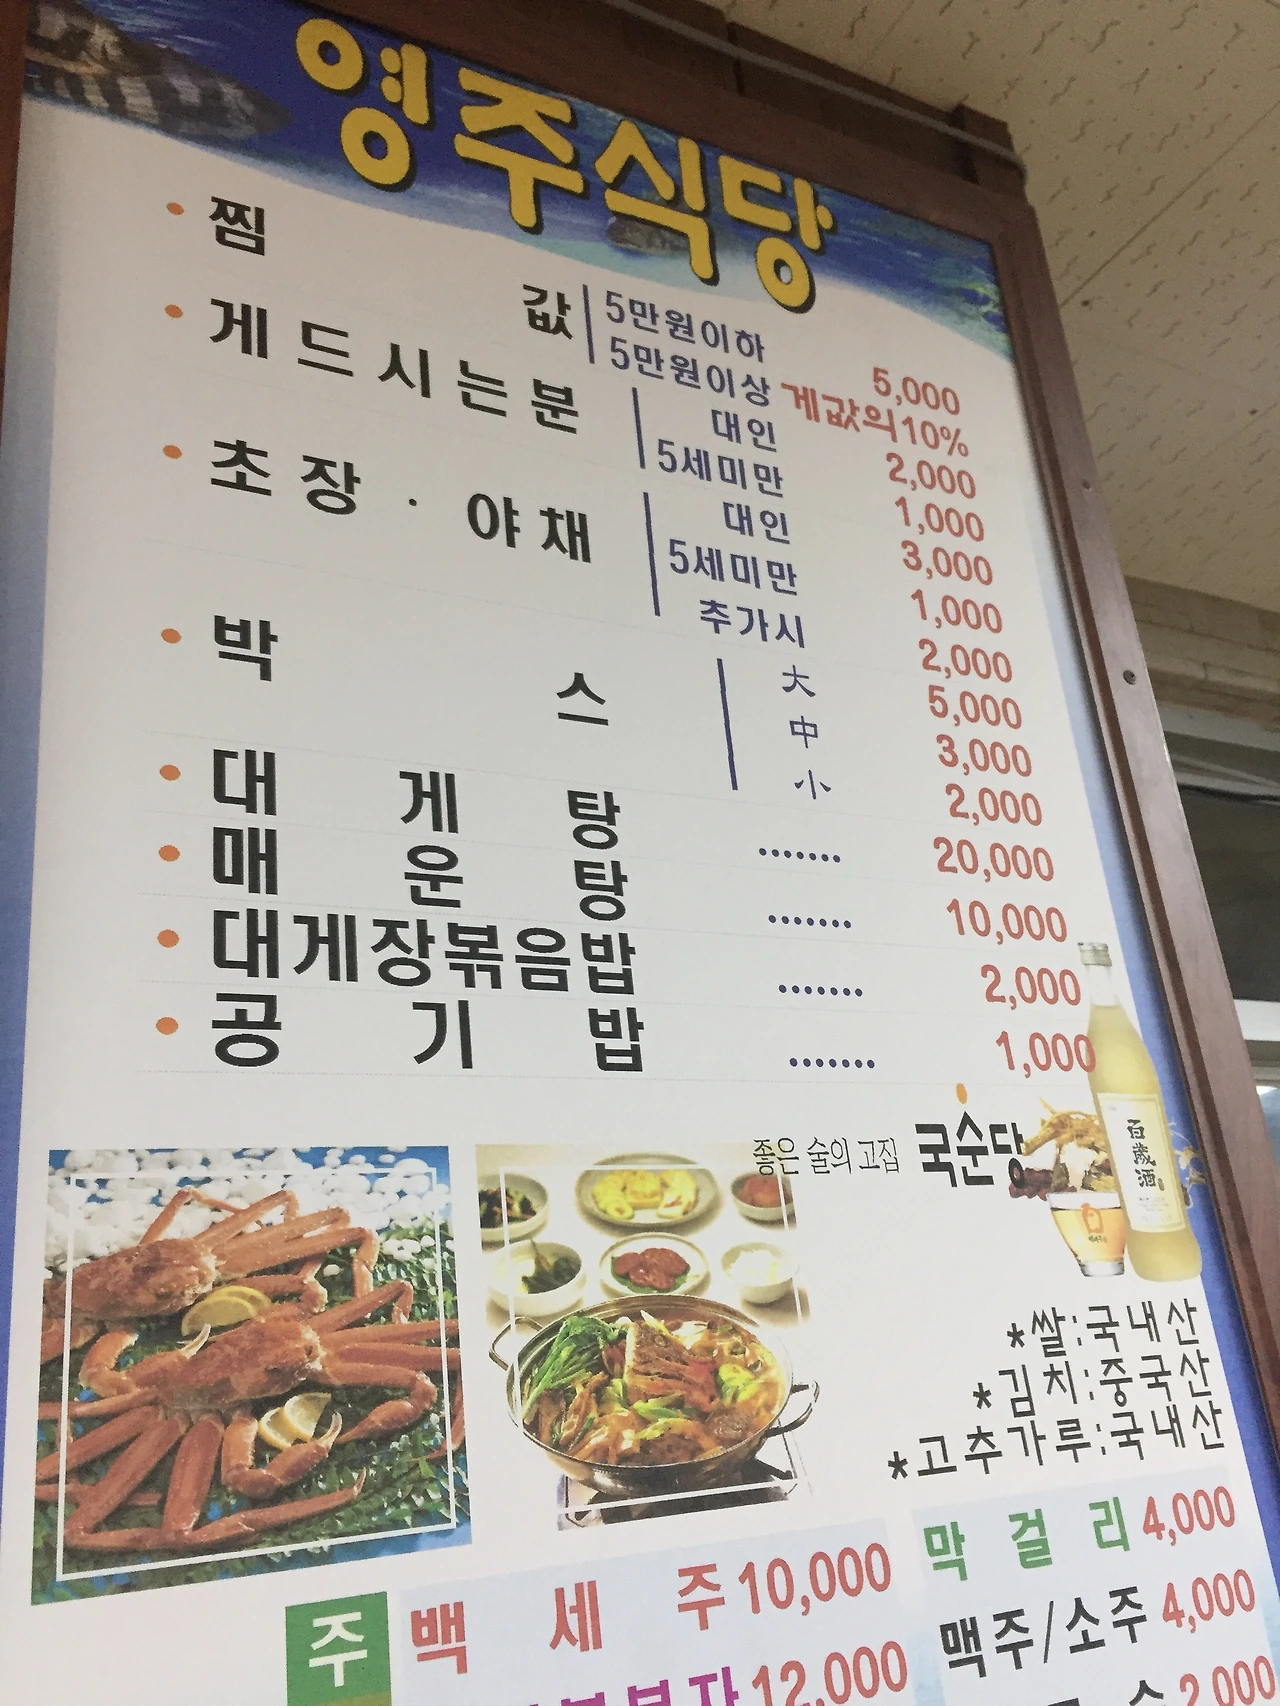 영주식당
찜 값 5만원이하 5,000
5만원이상 게값의10%
게드시는분 대인 2,000
5세미만 1,000
초장·야채 대인 3,000
5세미만 1,000
추가시 2,000
박스 大 5,000
中 3,000
小 2,000
대게탕 ....... 20,000
매운탕 ....... 10,000
대게장볶음밥 ....... 2,000
공기밥 ....... 1,000
좋은 술의 고집 국순당
百歲酒
*쌀:국내산
*김치:중국산
*고추가루:국내산
주
백세주 10,000
막걸리 4,000
맥주/소주 4,000
12,000
2,000